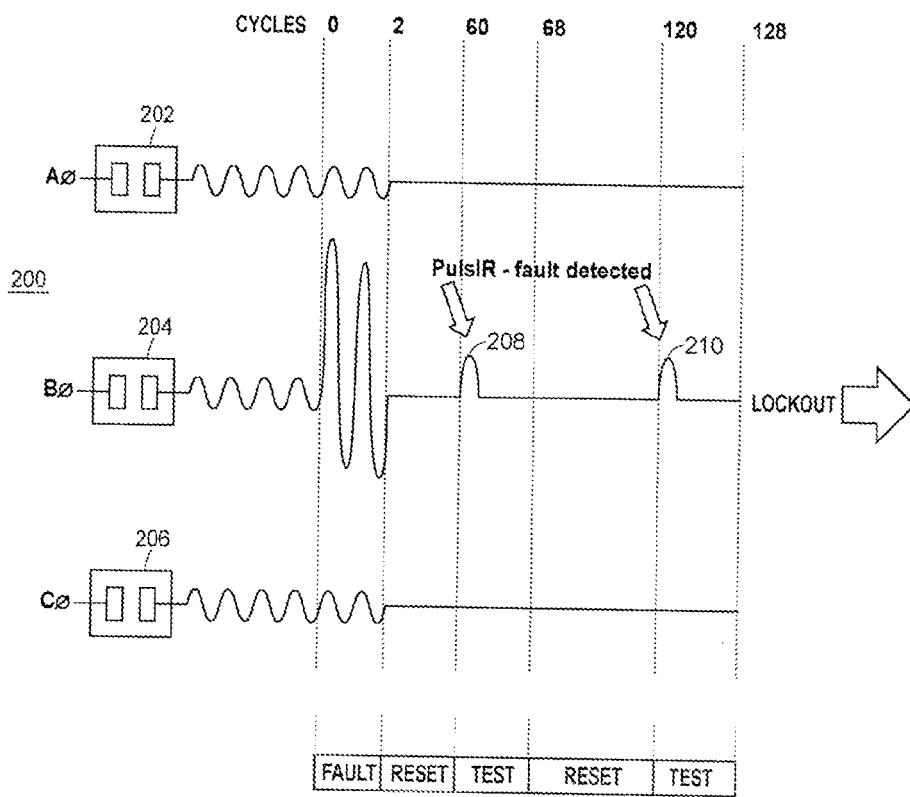 CYCLES 0 2 60 68 120 128
202
AØ
PulsIR - fault detected
200
204
208
210
BØ
LOCKOUT
206
CØ
FAULT RESET TEST RESET TEST